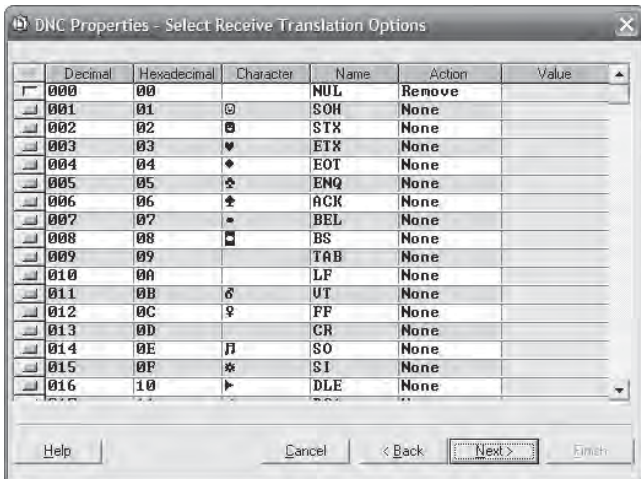 DNC Properties - Select Receive Translation Options
Decimal Hexadecimal Character Name Action Value
000 00 NUL Remove
001 01 ☺ SOH None
002 02 ☻ STX None
003 03 ♥ ETX None
004 04 ♦ EOT None
005 05 ♣ ENQ None
006 06 ♠ ACK None
007 07 • BEL None
008 08 ◘ BS None
009 09 TAB None
010 0A LF None
011 0B ♂ VT None
012 0C ♀ FF None
013 0D CR None
014 0E ♫ SO None
015 0F ☼ SI None
016 10 ► DLE None
Help Cancel < Back Next > Finish